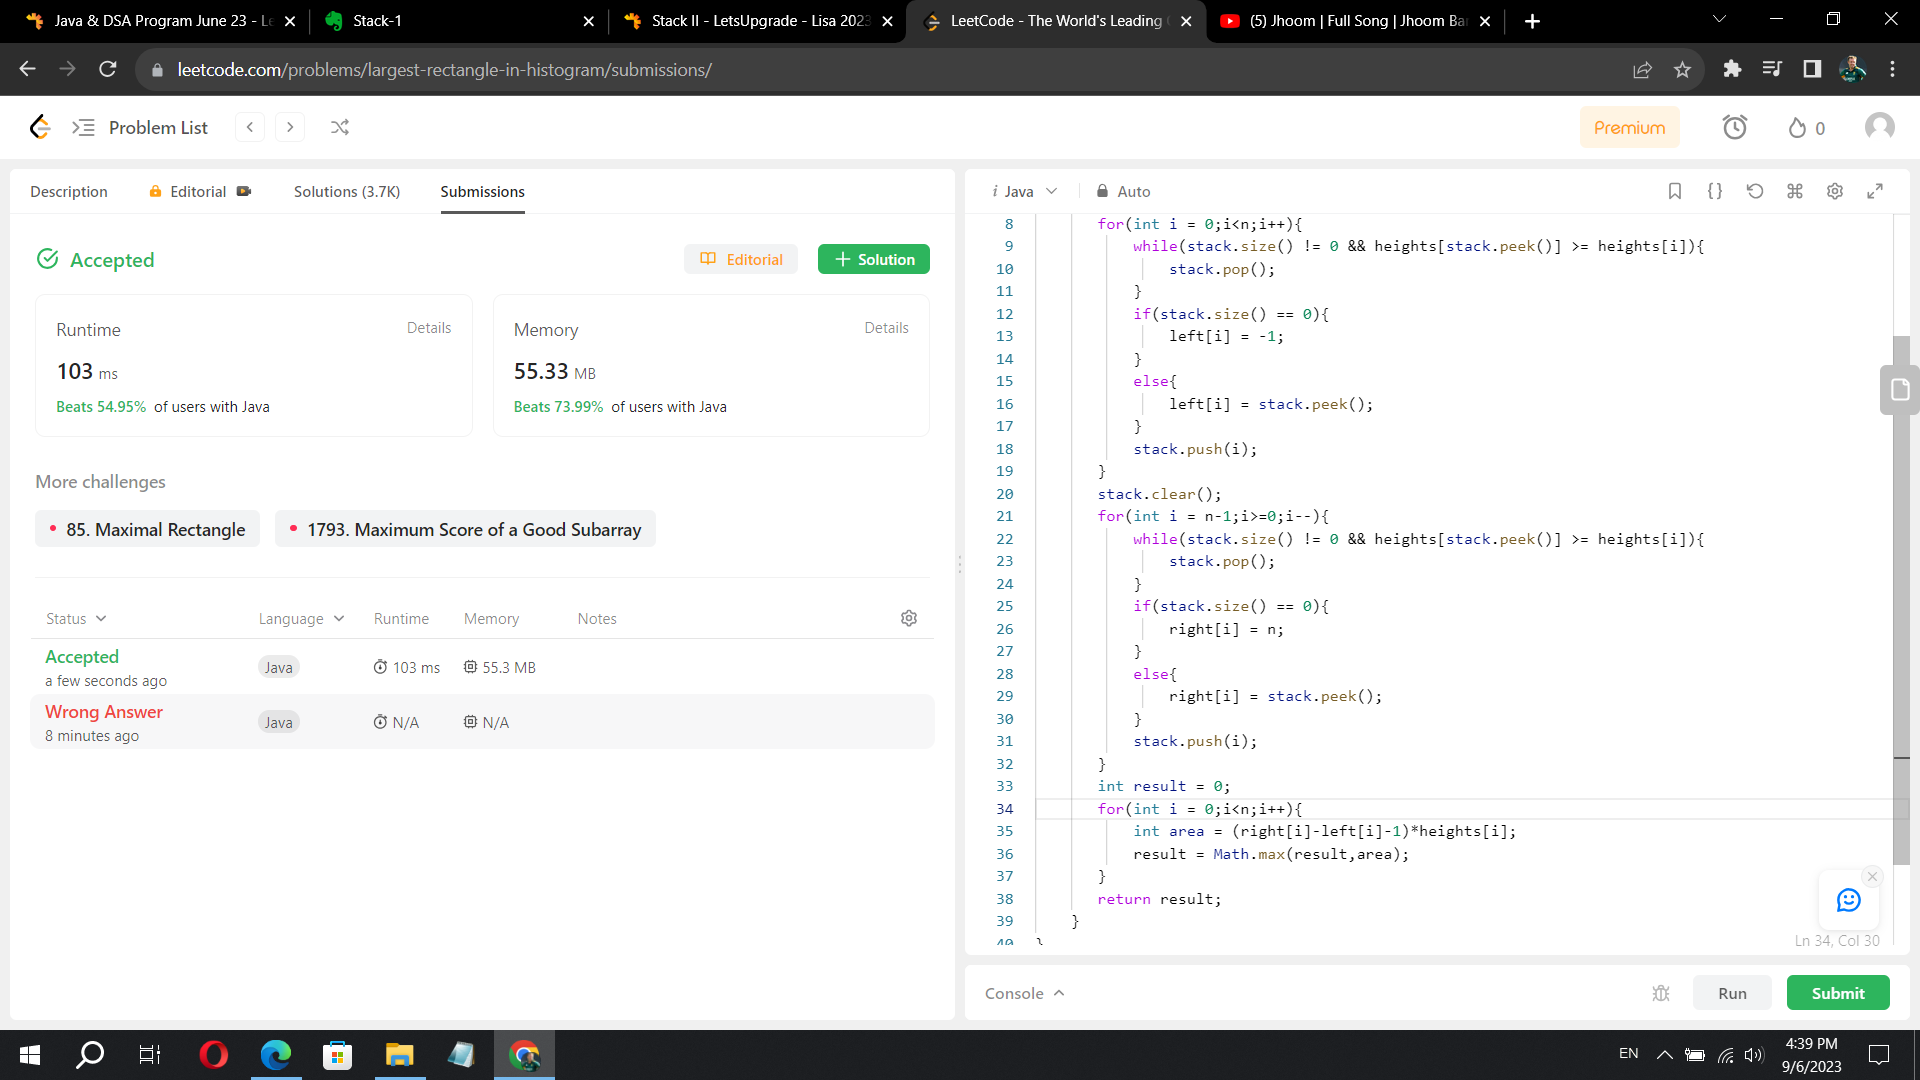 Java & DSA Program June 23 - Le
Stack-1
Stack II - LetsUpgrade - Lisa 2023
LeetCode - The World's Leading
(5) Jhoom | Full Song | Jhoom Bar
leetcode.com/problems/largest-rectangle-in-histogram/submissions/
Problem List
Premium
0
Description
Editorial
Solutions (3.7K)
Submissions
Accepted
Editorial
Solution
Runtime
Details
103 ms
Beats 54.95% of users with Java
Memory
Details
55.33 MB
Beats 73.99% of users with Java
More challenges
85. Maximal Rectangle
1793. Maximum Score of a Good Subarray
Status Language Runtime Memory Notes
Accepted
a few seconds ago
Java 103 ms 55.3 MB
Wrong Answer
8 minutes ago
Java N/A N/A
i Java Auto
8 for(int i = 0;i<n;i++){
9 while(stack.size() != 0 && heights[stack.peek()] >= heights[i]){
10 stack.pop();
11 }
12 if(stack.size() == 0){
13 left[i] = -1;
14 }
15 else{
16 left[i] = stack.peek();
17 }
18 stack.push(i);
19 }
20 stack.clear();
21 for(int i = n-1;i>=0;i--){
22 while(stack.size() != 0 && heights[stack.peek()] >= heights[i]){
23 stack.pop();
24 }
25 if(stack.size() == 0){
26 right[i] = n;
27 }
28 else{
29 right[i] = stack.peek();
30 }
31 stack.push(i);
32 }
33 int result = 0;
34 for(int i = 0;i<n;i++){
35 int area = (right[i]-left[i]-1)*heights[i];
36 result = Math.max(result,area);
37 }
38 return result;
39 }
40 }
Ln 34, Col 30
Console
Run
Submit
EN
4:39 PM
9/6/2023